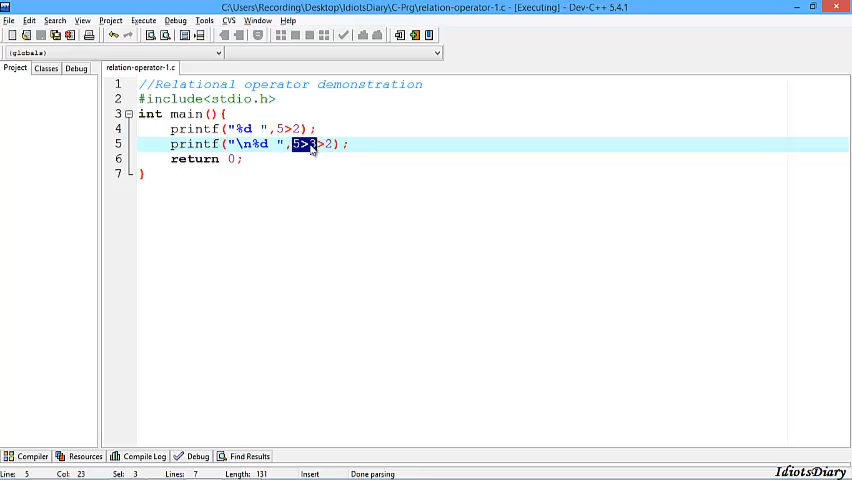 C:\Users\Recording\Desktop\IdiotsDiary\C-Prg\relation-operator-1.c - [Executing] - Dev-C++ 5.4.1
File Edit Search View Project Execute Debug Tools CVS Window Help
(globals)
Project Classes Debug
relation-operator-1.c
1 //Relational operator demonstration
2 #include<stdio.h>
3 int main(){
4 printf("%d ",5>2);
5 printf("\n%d ",5>3>2);
6 return 0;
7 }
Compiler Resources Compile Log Debug Find Results
Line: 5 Col: 23 Sel: 3 Lines: 7 Length: 131 Insert Done parsing
IdiotsDiary